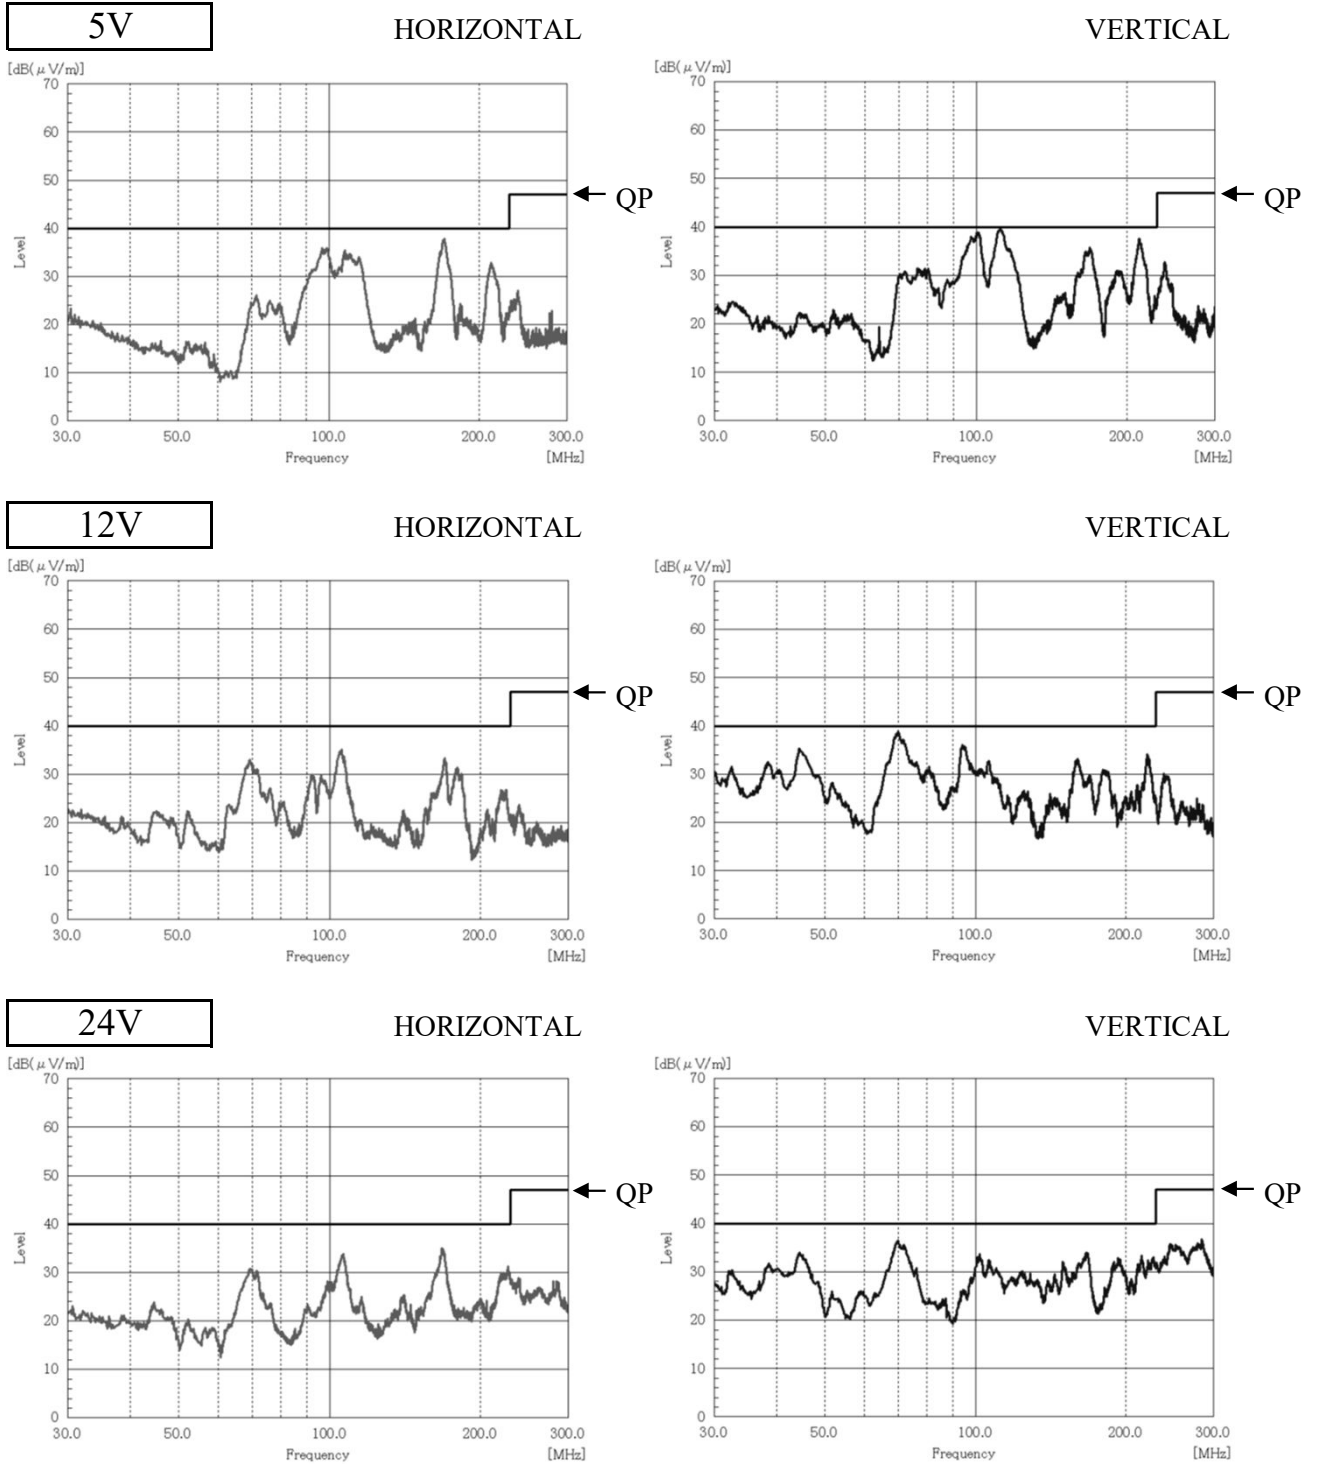 5V HORIZONTAL VERTICAL
[dB(μV/m)] [dB(μV/m)]
70 70
60 60
50 50
QP QP
40 40
Level Level
30 30
20 20
10 10
0 0
30.0 50.0 100.0 200.0 300.0 30.0 50.0 100.0 200.0 300.0
Frequency [MHz] Frequency [MHz]
12V HORIZONTAL VERTICAL
[dB(μV/m)] [dB(μV/m)]
70 70
60 60
50 50
QP QP
40 40
Level Level
30 30
20 20
10 10
0 0
30.0 50.0 100.0 200.0 300.0 30.0 50.0 100.0 200.0 300.0
Frequency [MHz] Frequency [MHz]
24V HORIZONTAL VERTICAL
[dB(μV/m)] [dB(μV/m)]
70 70
60 60
50 50
QP QP
40 40
Level Level
30 30
20 20
10 10
0 0
30.0 50.0 100.0 200.0 300.0 30.0 50.0 100.0 200.0 300.0
Frequency [MHz] Frequency [MHz]